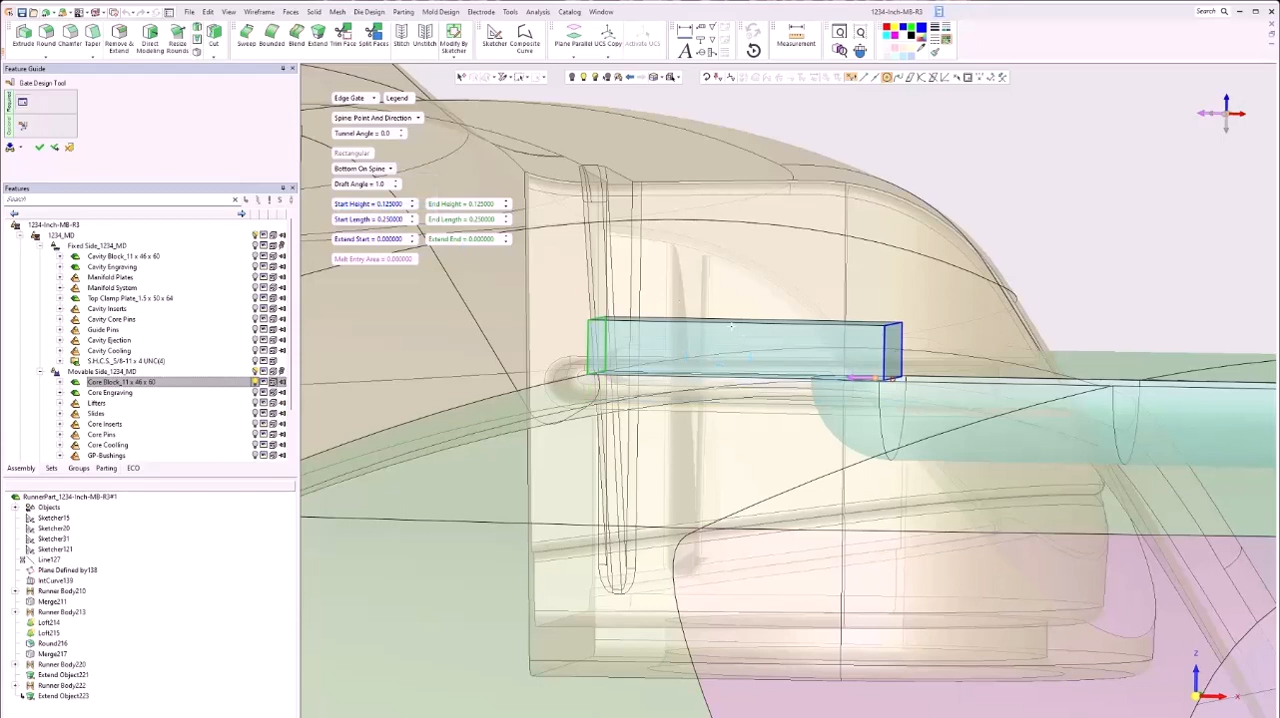 File Edit View Wireframe Faces Solid Mesh Die Design Parting Mold Design Electrode Tools Analysis Catalog Window
1234-Inch-MB-R3
Search
Extrude Round Chamfer Taper Remove & Extend Direct Modeling Resize Rounds Cut Sweep Bounded Blend Extend Trim Face Split Faces Stitch Unstitch Modify By Sketcher Sketcher Composite Curve Plane Parallel UCS Copy Activate UCS Measurement
Feature Guide
Gate Design Tool
Required
Optional
Features
Search
1234-Inch-MB-R3
1234_MD
Fixed Side_1234_MD
Cavity Block_11 x 46 x 60
Cavity Engraving
Manifold Plates
Manifold System
Top Clamp Plate_1.5 x 50 x 64
Cavity Inserts
Cavity Core Pins
Guide Pins
Cavity Ejection
Cavity Cooling
S.H.C.S._5/8-11 x 4 UNC(4)
Movable Side_1234_MD
Core Block_11 x 46 x 60
Core Engraving
Lifters
Slides
Core Inserts
Core Pins
Core Coolling
GP-Bushings
Assembly Sets Groups Parting ECO
RunnerPart_1234-Inch-MB-R3#1
Objects
Sketcher15
Sketcher20
Sketcher31
Sketcher121
Line127
Plane Defined by138
IntCurve139
Runner Body210
Merge211
Runner Body213
Loft214
Loft215
Round216
Merge217
Runner Body220
Extend Object221
Runner Body222
Extend Object223
Edge Gate Legend
Spine: Point And Direction
Tunnel Angle = 0.0
Rectangular
Bottom On Spine
Draft Angle = 1.0
Start Height = 0.125000 End Height = 0.125000
Start Length = 0.250000 End Length = 0.250000
Extend Start = 0.000000 Extend End = 0.000000
Melt Entry Area = 0.000000
Z
X